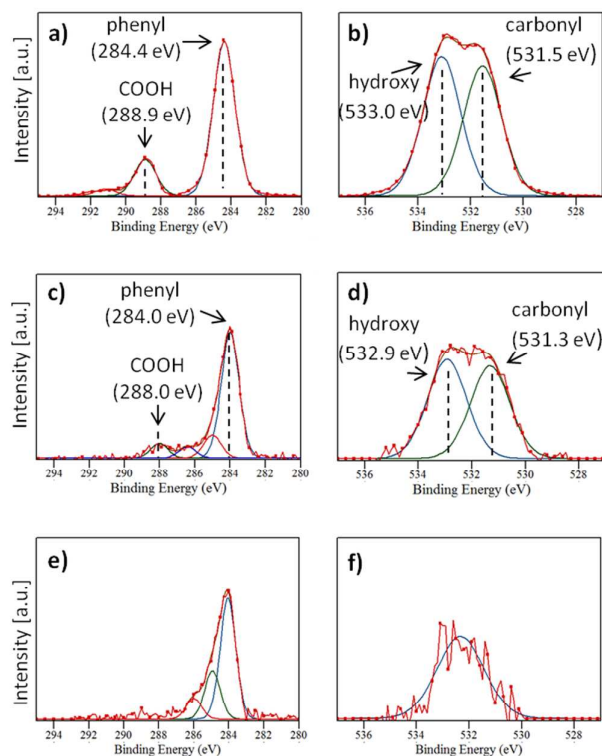 a)
phenyl
(284.4 eV)
COOH
(288.9 eV)
Intensity [a.u.]
294 292 290 288 286 284 282 280
Binding Energy (eV)
b)
carbonyl
(531.5 eV)
hydroxy
(533.0 eV)
536 534 532 530 528
Binding Energy (eV)
c)
phenyl
(284.0 eV)
COOH
(288.0 eV)
Intensity [a.u.]
294 292 290 288 286 284 282 280
Binding Energy (eV)
d)
carbonyl
(531.3 eV)
hydroxy
(532.9 eV)
536 534 532 530 528
Binding Energy (eV)
e)
Intensity [a.u.]
294 292 290 288 286 284 282 280
Binding Energy (eV)
f)
536 534 532 530 528
Binding Energy (eV)